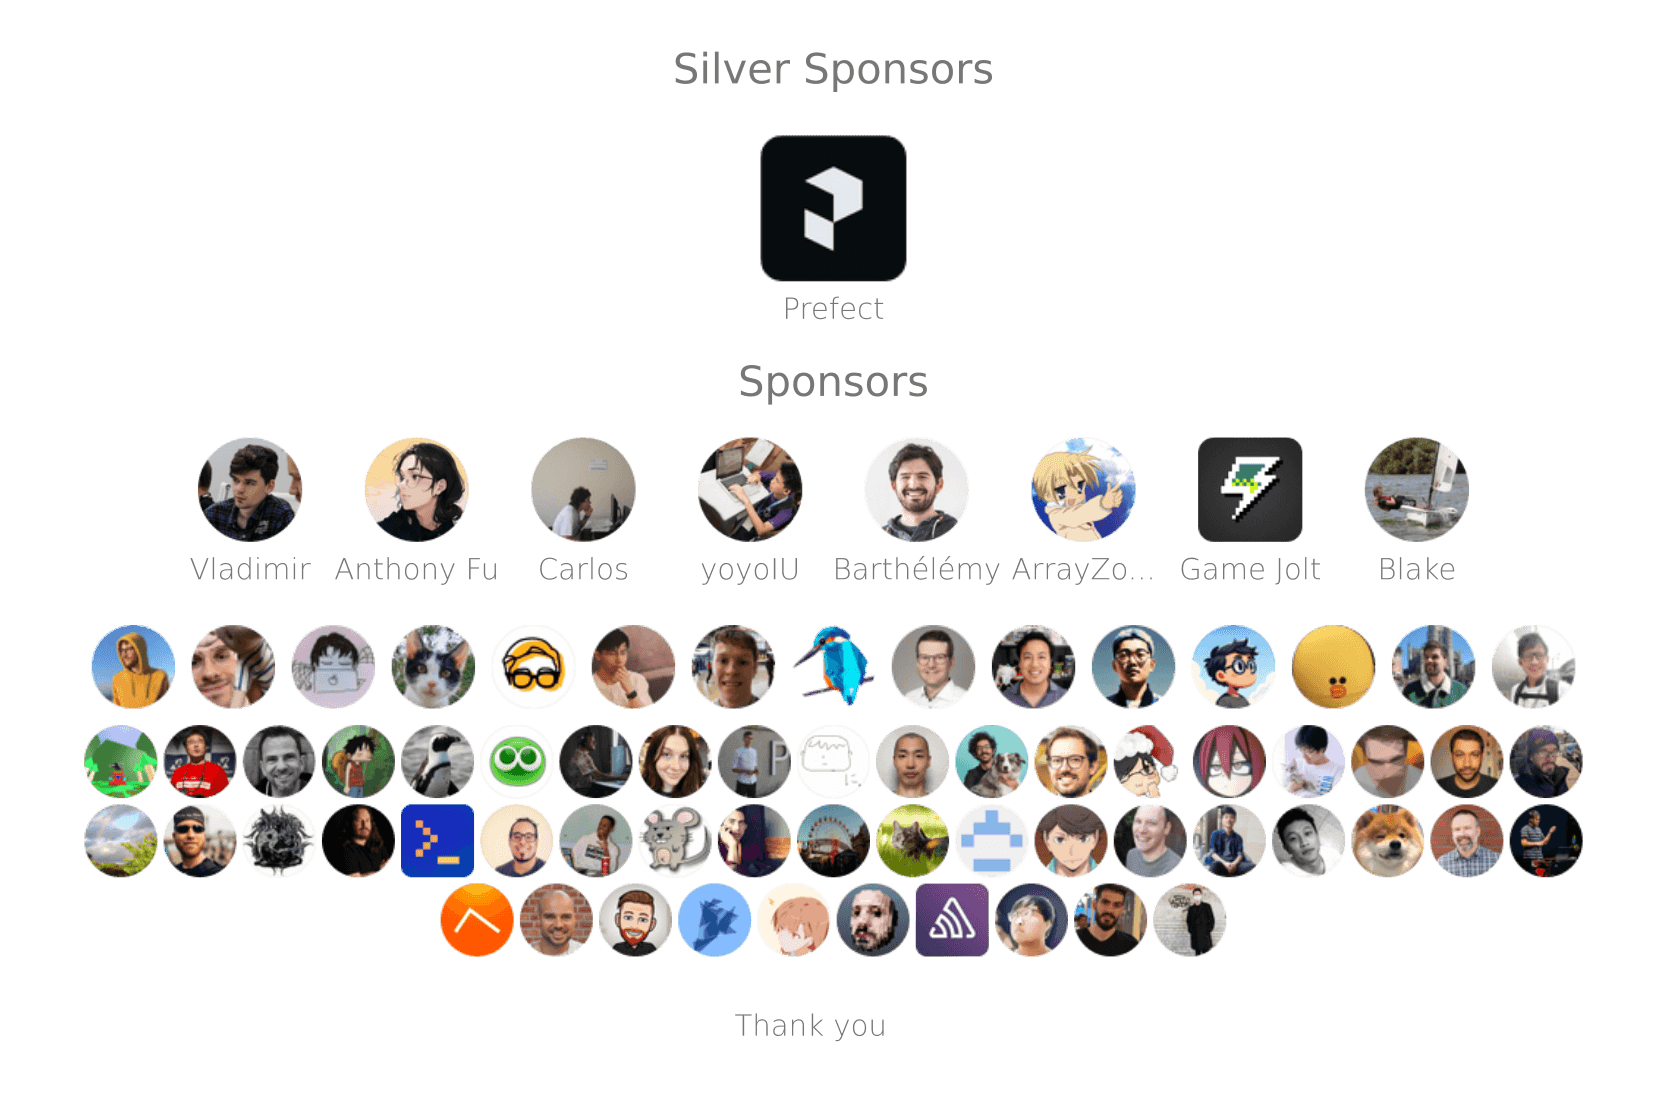 Silver Sponsors
Prefect
Sponsors
Vladimir Anthony Fu Carlos yoyoIU Barthélémy ArrayZo... Game Jolt Blake
Thank you